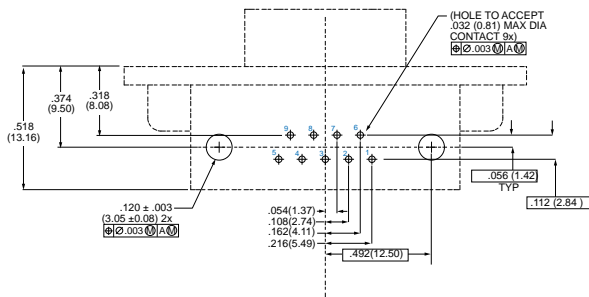 (HOLE TO ACCEPT
.032 (0.81) MAX DIA
CONTACT 9x)
⌖ Ø.003 Ⓜ A Ⓜ
.518
(13.16)
.374
(9.50)
.318
(8.08)
9 8 7 6
5 4 3 2 1
.056 (1.42)
TYP
.112 (2.84 )
.120 ± .003
(3.05 ±0.08) 2x
⌖ Ø.003 Ⓜ A Ⓜ
.054(1.37)
.108(2.74)
.162(4.11)
.216(5.49)
.492(12.50)